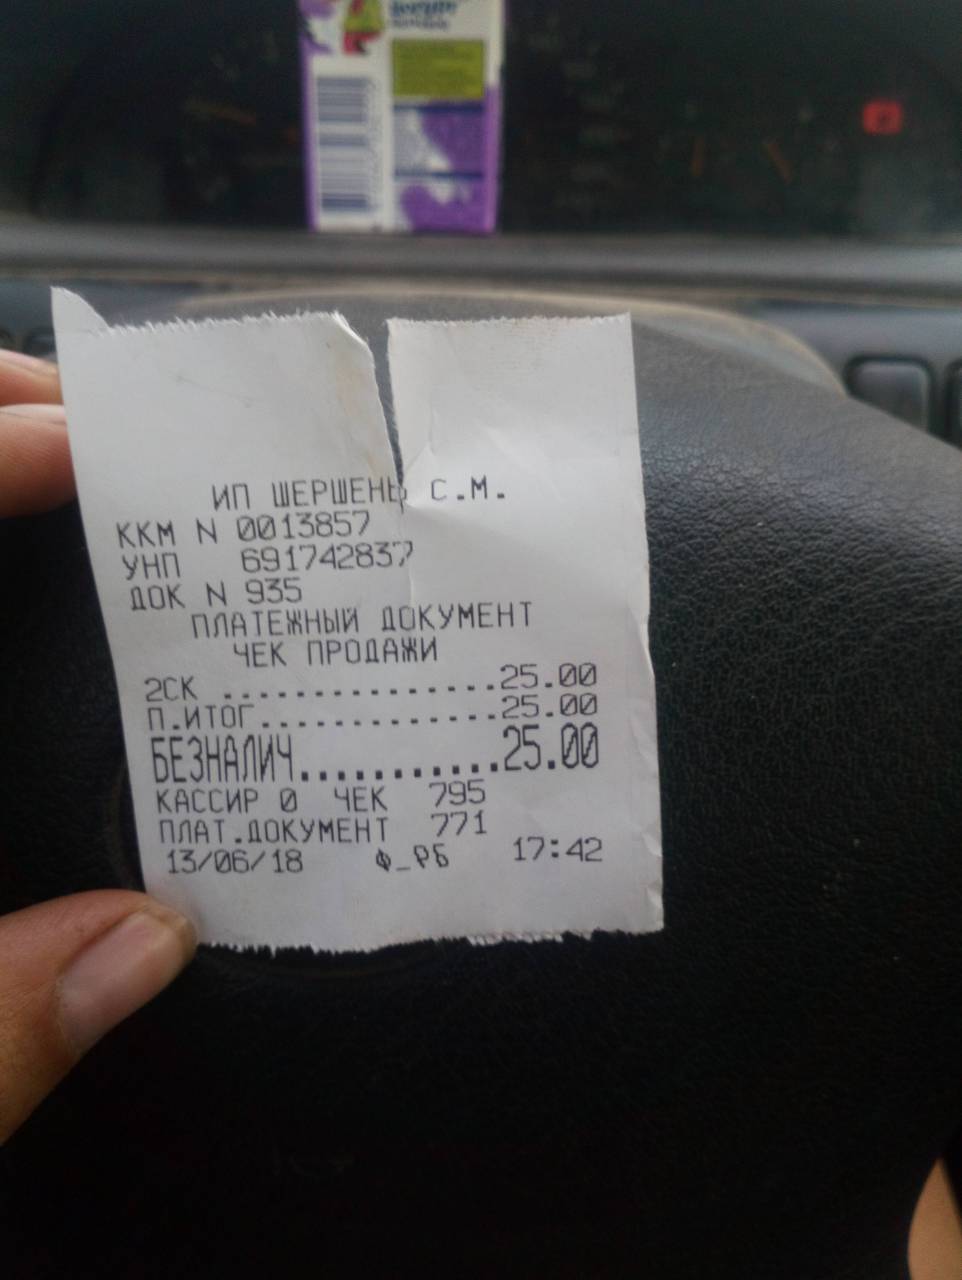 ИП ШЕРШЕНЬ С.М.
ККМ N 0013857
УНП 691742837
ДОК N 935
ПЛАТЕЖНЫЙ ДОКУМЕНТ
ЧЕК ПРОДАЖИ
2СК ...............25.00
П.ИТОГ.............25.00
БЕЗНАЛИЧ...........25.00
КАССИР 0 ЧЕК 795
ПЛАТ.ДОКУМЕНТ 771
13/06/18 Ф_РБ 17:42